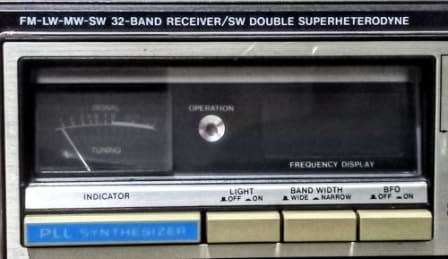 FM-LW-MW-SW 32-BAND RECEIVER/SW DOUBLE SUPERHETERODYNE
SIGNAL
OPERATION
TUNING
FREQUENCY DISPLAY
INDICATOR
LIGHT
BAND WIDTH
BFO
OFF ON
WIDE NARROW
OFF ON
PLL SYNTHESIZER